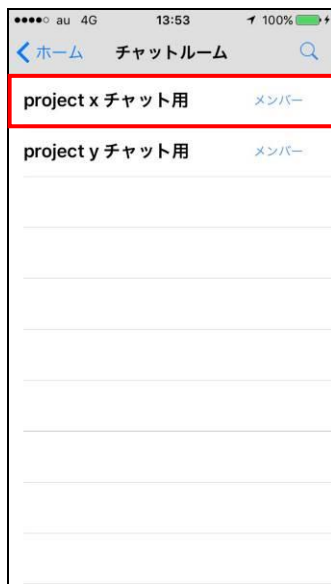 au 4G 13:53 100%
ホーム チャットルーム
project x チャット用 メンバー
project y チャット用 メンバー